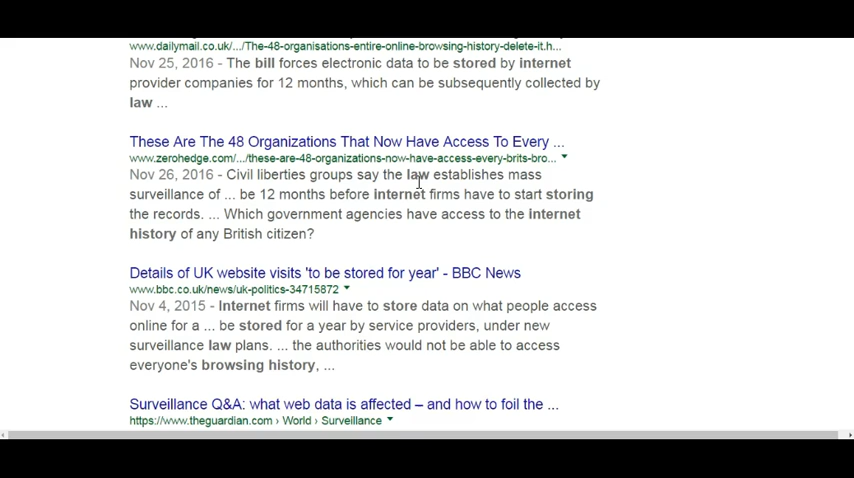 www.dailymail.co.uk/.../The-48-organisations-entire-online-browsing-history-delete-it.h...
Nov 25, 2016 - The bill forces electronic data to be stored by internet
provider companies for 12 months, which can be subsequently collected by
law ...
These Are The 48 Organizations That Now Have Access To Every ...
www.zerohedge.com/.../these-are-48-organizations-now-have-access-every-brits-bro...
Nov 26, 2016 - Civil liberties groups say the law establishes mass
surveillance of ... be 12 months before internet firms have to start storing
the records. ... Which government agencies have access to the internet
history of any British citizen?
Details of UK website visits 'to be stored for year' - BBC News
www.bbc.co.uk/news/uk-politics-34715872
Nov 4, 2015 - Internet firms will have to store data on what people access
online for a ... be stored for a year by service providers, under new
surveillance law plans. ... the authorities would not be able to access
everyone's browsing history, ...
Surveillance Q&A: what web data is affected – and how to foil the ...
https://www.theguardian.com › World › Surveillance